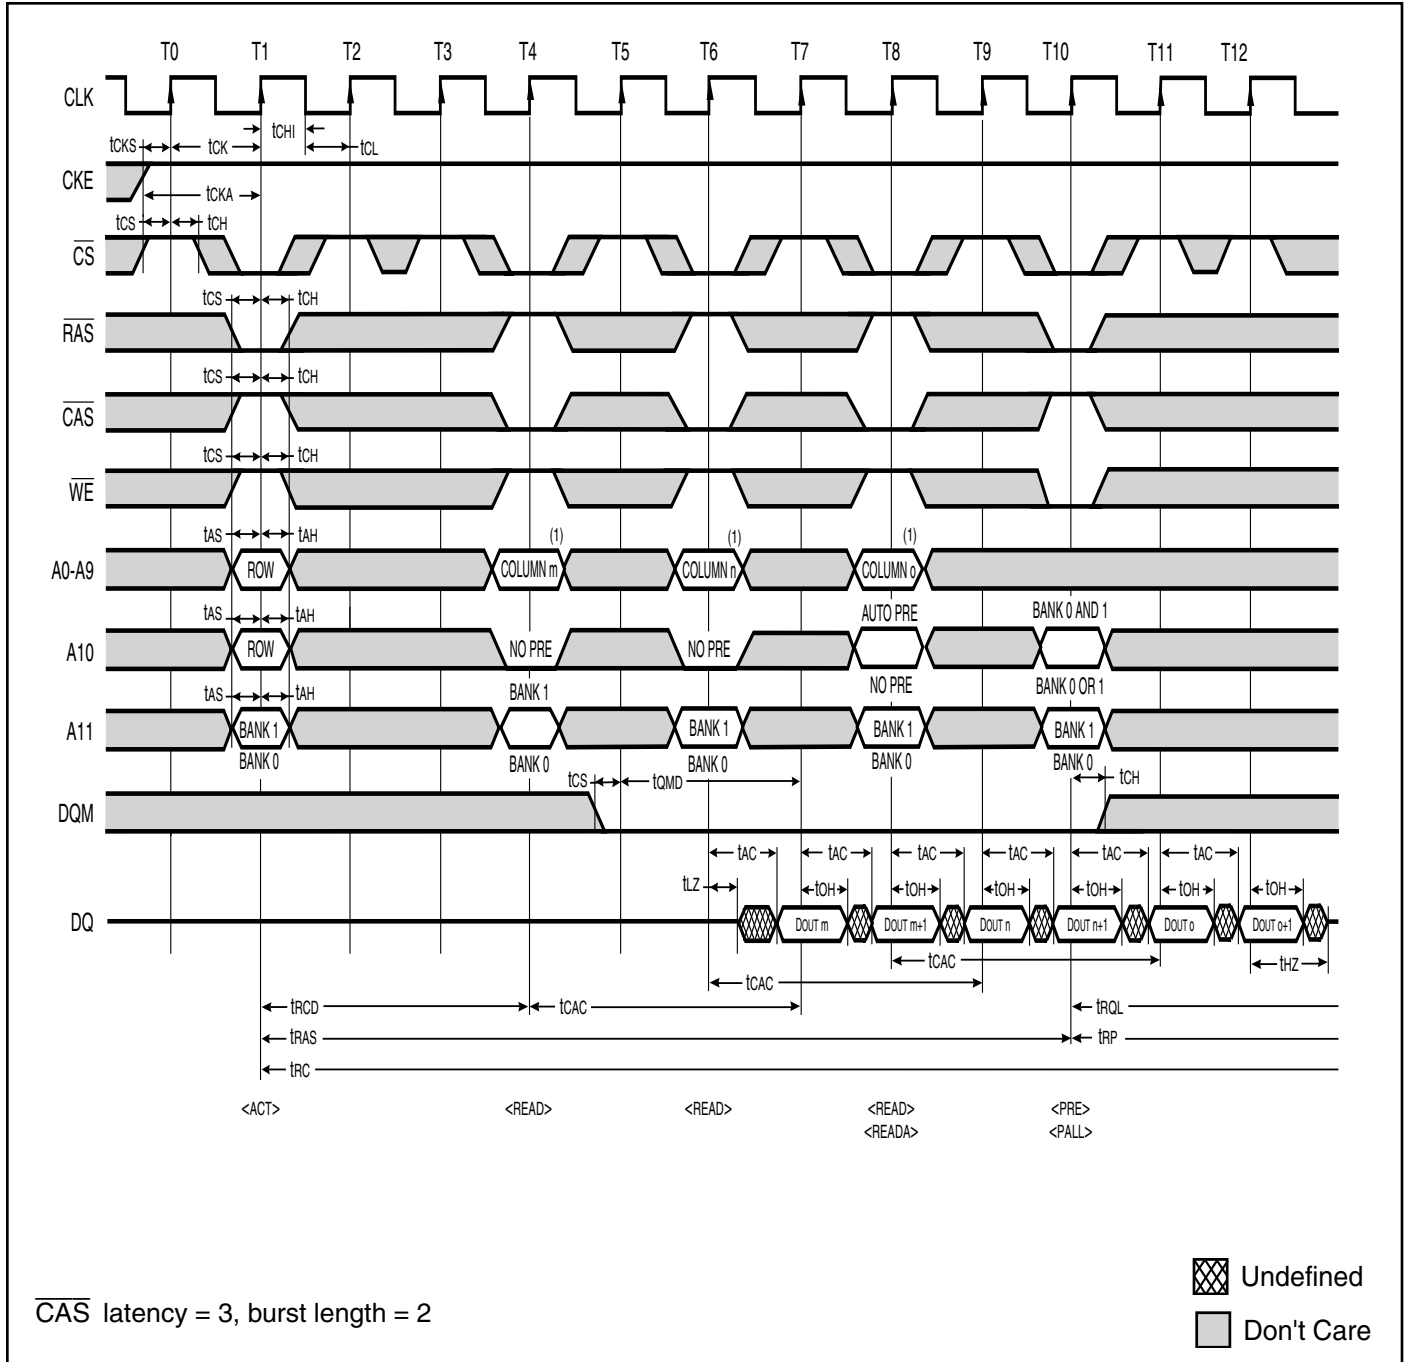 T0 T1 T2 T3 T4 T5 T6 T7 T8 T9 T10 T11 T12
CLK
tCHI
tCKS tCK tCL
CKE
tCKA
tCS tCH
CS
tCS tCH
RAS
tCS tCH
CAS
tCS tCH
WE
tAS tAH (1) (1) (1)
A0-A9 ROW COLUMN m COLUMN n COLUMN o
tAS tAH AUTO PRE BANK 0 AND 1
A10 ROW NO PRE NO PRE
tAS tAH BANK 1 NO PRE BANK 0 OR 1
A11 BANK 1 BANK 1 BANK 1 BANK 1
BANK 0 BANK 0 BANK 0 BANK 0 BANK 0
tCS tQMD tCH
DQM
tAC tAC tAC tAC tAC tAC
tLZ tOH tOH tOH tOH tOH tOH
DQ DOUT m DOUT m+1 DOUT n DOUT n+1 DOUT o DOUT o+1
tCAC tHZ
tCAC
tRCD tCAC tRQL
tRAS tRP
tRC
<ACT> <READ> <READ> <READ> <PRE>
<READA> <PALL>
Undefined
CAS latency = 3, burst length = 2
Don't Care